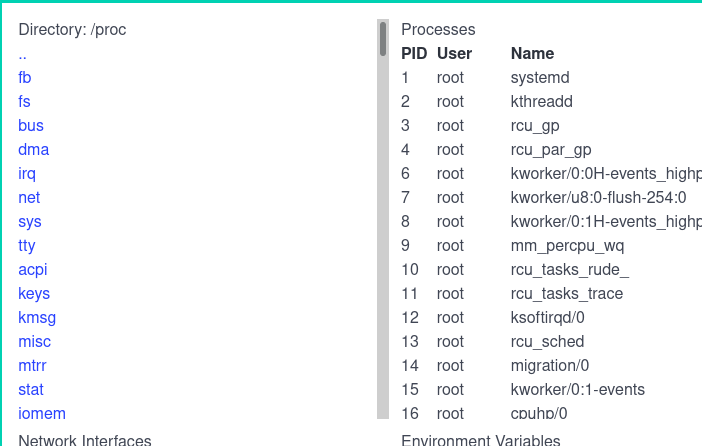 Directory: /proc
..
fb
fs
bus
dma
irq
net
sys
tty
acpi
keys
kmsg
misc
mtrr
stat
iomem
Processes
PID User Name
1 root systemd
2 root kthreadd
3 root rcu_gp
4 root rcu_par_gp
6 root kworker/0:0H-events_highp
7 root kworker/u8:0-flush-254:0
8 root kworker/0:1H-events_highp
9 root mm_percpu_wq
10 root rcu_tasks_rude_
11 root rcu_tasks_trace
12 root ksoftirqd/0
13 root rcu_sched
14 root migration/0
15 root kworker/0:1-events
16 root cpuhp/0
Network Interfaces
Environment Variables